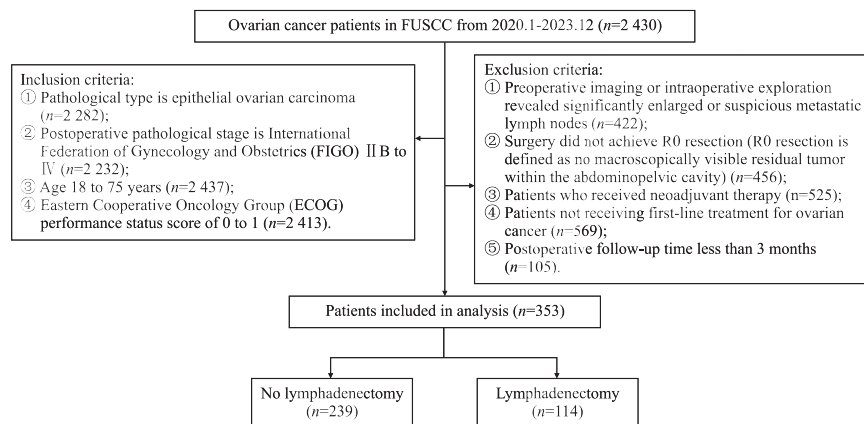 Ovarian cancer patients in FUSCC from 2020.1-2023.12 (n=2 430)
Inclusion criteria:
① Pathological type is epithelial ovarian carcinoma
(n=2 282);
② Postoperative pathological stage is International
Federation of Gynecology and Obstetrics (FIGO) ⅡB to
Ⅳ (n=2 232);
③ Age 18 to 75 years (n=2 437);
④ Eastern Cooperative Oncology Group (ECOG)
performance status score of 0 to 1 (n=2 413).
Exclusion criteria:
① Preoperative imaging or intraoperative exploration
revealed significantly enlarged or suspicious metastatic
lymph nodes (n=422);
② Surgery did not achieve R0 resection (R0 resection is
defined as no macroscopically visible residual tumor
within the abdominopelvic cavity) (n=456);
③ Patients who received neoadjuvant therapy (n=525);
④ Patients not receiving first-line treatment for ovarian
cancer (n=569);
⑤ Postoperative follow-up time less than 3 months
(n=105).
Patients included in analysis (n=353)
No lymphadenectomy
(n=239)
Lymphadenectomy
(n=114)